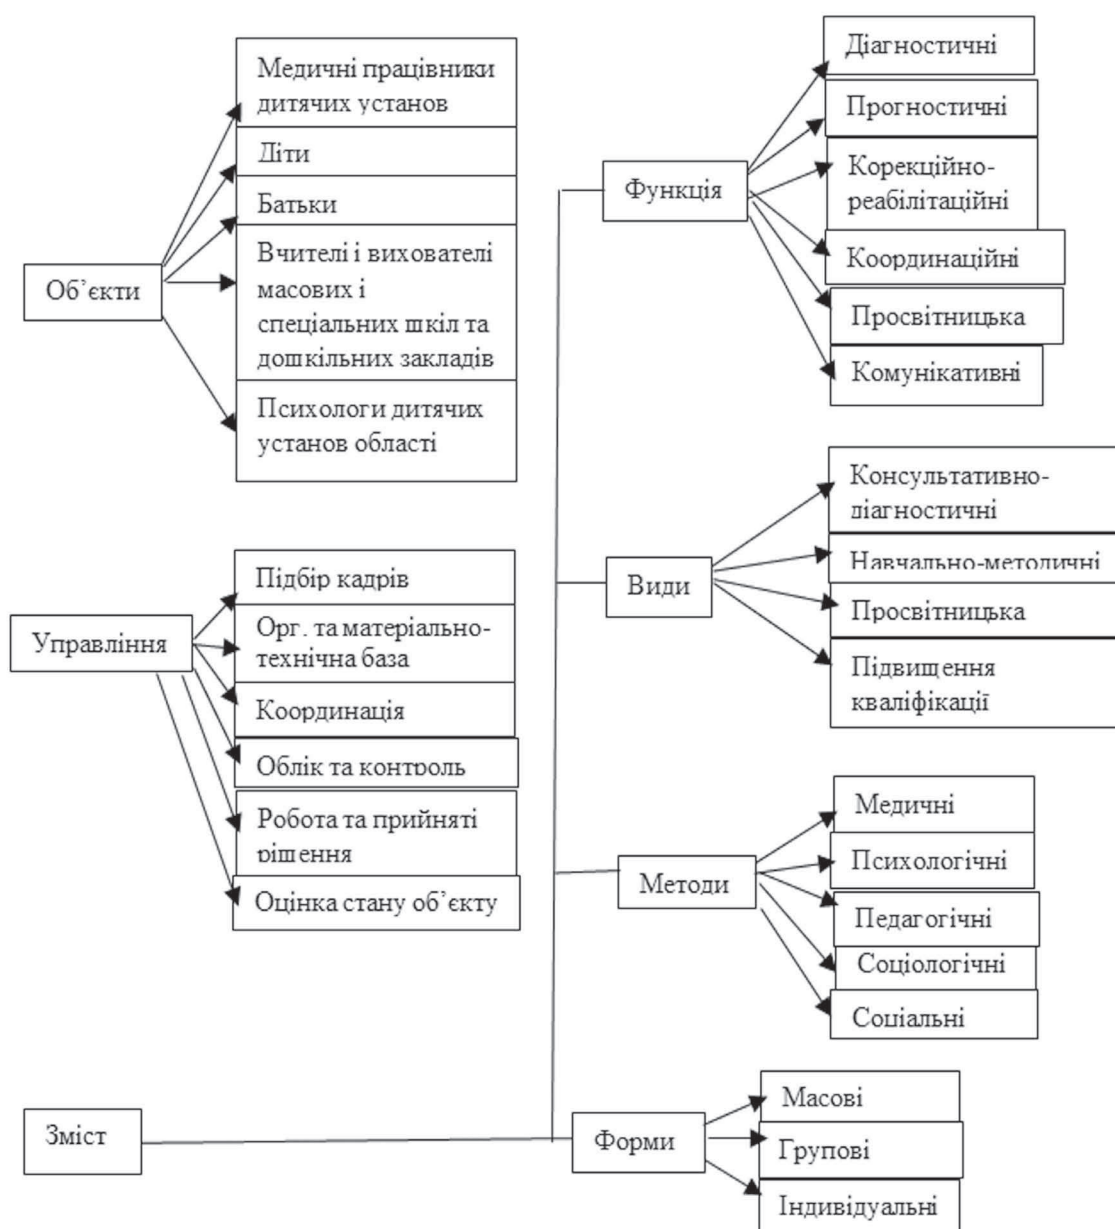 Об’єкти
Медичні працівники
дитячих установ
Діти
Батьки
Вчителі і вихователі
масових і
спеціальних шкіл та
дошкільних закладів
Психологи дитячих
установ області
Управління
Підбір кадрів
Орг. та матеріально-
технічна база
Координація
Облік та контроль
Робота та прийняті
рішення
Оцінка стану об’єкту
Зміст
Функція
Діагностичні
Прогностичні
Корекційно-
реабілітаційні
Координаційні
Просвітницька
Комунікативні
Види
Консультативно-
діагностичні
Навчально-методичні
Просвітницька
Підвищення
кваліфікації
Методи
Медичні
Психологічні
Педагогічні
Соціологічні
Соціальні
Форми
Масові
Групові
Індивідуальні